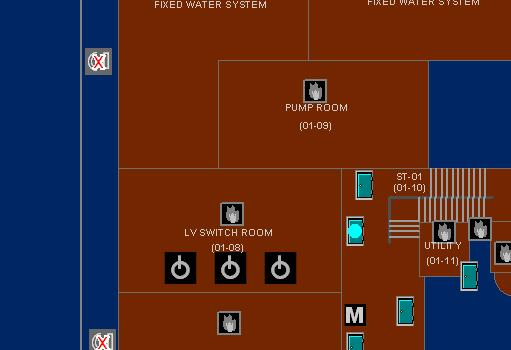 FIXED WATER SYSTEM
FIXED WATER SYSTEM
PUMP ROOM
(01-09)
ST-01
(01-10)
LV SWITCH ROOM
(01-08)
UTILITY
(01-11)
M